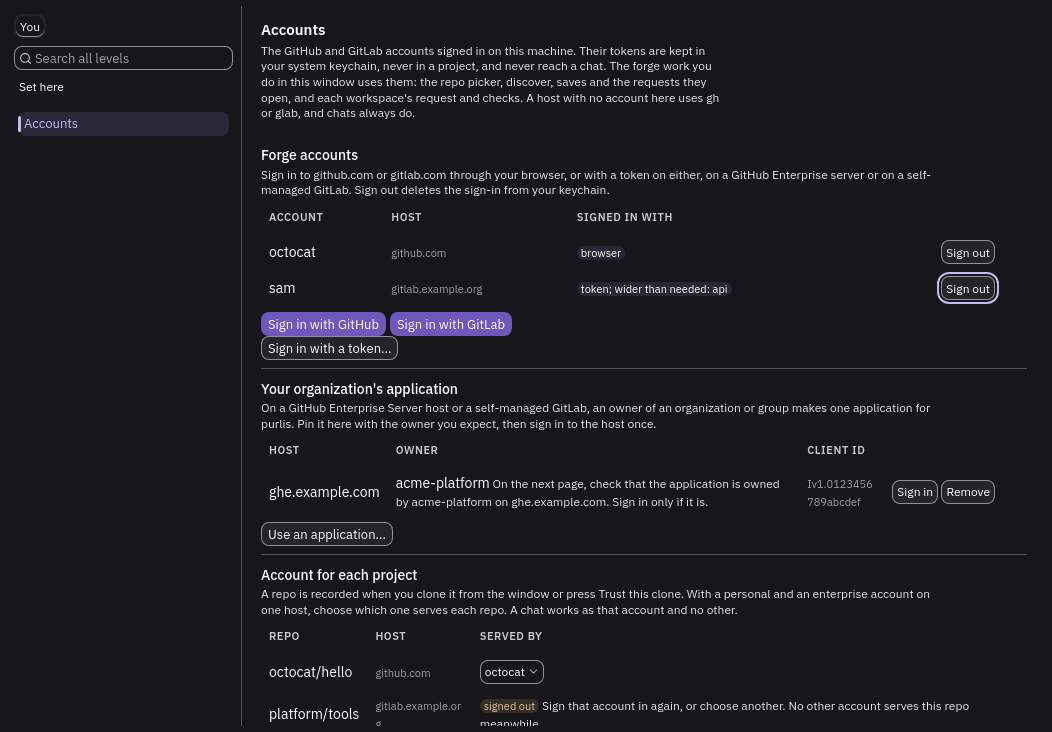 You
Search all levels
Set here
Accounts
Accounts
The GitHub and GitLab accounts signed in on this machine. Their tokens are kept in
your system keychain, never in a project, and never reach a chat. The forge work you
do in this window uses them: the repo picker, discover, saves and the requests they
open, and each workspace's request and checks. A host with no account here uses gh
or glab, and chats always do.
Forge accounts
Sign in to github.com or gitlab.com through your browser, or with a token on either, on a GitHub Enterprise server or on a self-
managed GitLab. Sign out deletes the sign-in from your keychain.
ACCOUNT HOST SIGNED IN WITH
octocat github.com browser Sign out
sam gitlab.example.org token; wider than needed: api Sign out
Sign in with GitHub Sign in with GitLab
Sign in with a token...
Your organization's application
On a GitHub Enterprise Server host or a self-managed GitLab, an owner of an organization or group makes one application for
purlis. Pin it here with the owner you expect, then sign in to the host once.
HOST OWNER CLIENT ID
ghe.example.com acme-platform On the next page, check that the application is owned by acme-platform on ghe.example.com. Sign in only if it is. Iv1.0123456789abcdef Sign in Remove
Use an application...
Account for each project
A repo is recorded when you clone it from the window or press Trust this clone. With a personal and an enterprise account on
one host, choose which one serves each repo. A chat works as that account and no other.
REPO HOST SERVED BY
octocat/hello github.com octocat
platform/tools gitlab.example.org signed out Sign that account in again, or choose another. No other account serves this repo
meanwhile.